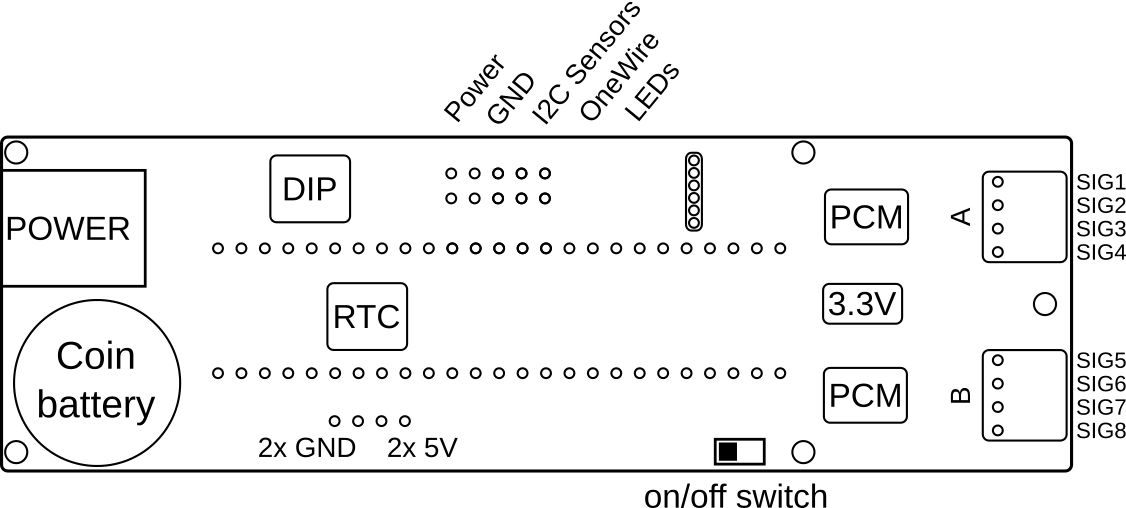 Power
GND
I2C Sensors
OneWire
LEDs
DIP
POWER
PCM
A
SIG1
SIG2
SIG3
SIG4
RTC
3.3V
Coin
battery
PCM
B
SIG5
SIG6
SIG7
SIG8
2x GND
2x 5V
on/off switch